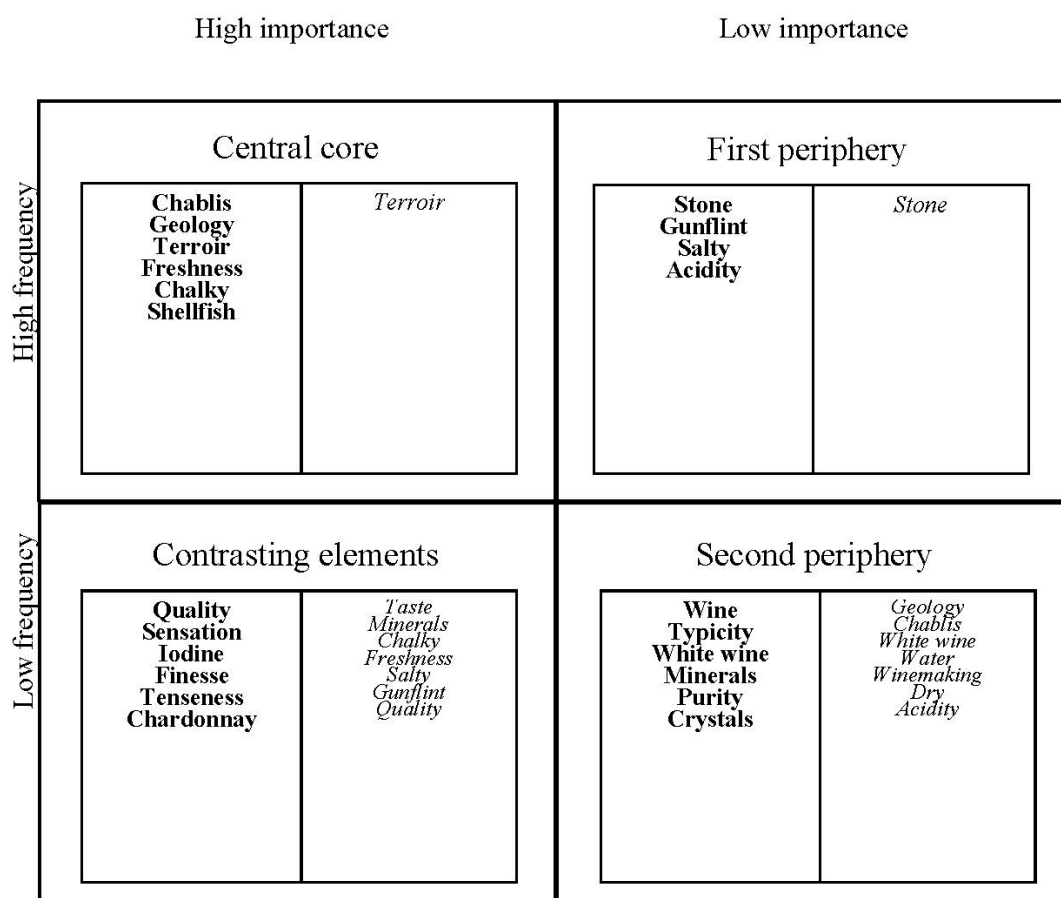 High importance
Low importance
High frequency
Central core
Chablis
Geology
Terroir
Freshness
Chalky
Shellfish
Terroir
First periphery
Stone
Gunflint
Salty
Acidity
Stone
Low frequency
Contrasting elements
Quality
Sensation
Iodine
Finesse
Tenseness
Chardonnay
Taste
Minerals
Chalky
Freshness
Salty
Gunflint
Quality
Second periphery
Wine
Typicity
White wine
Minerals
Purity
Crystals
Geology
Chablis
White wine
Water
Winemaking
Dry
Acidity